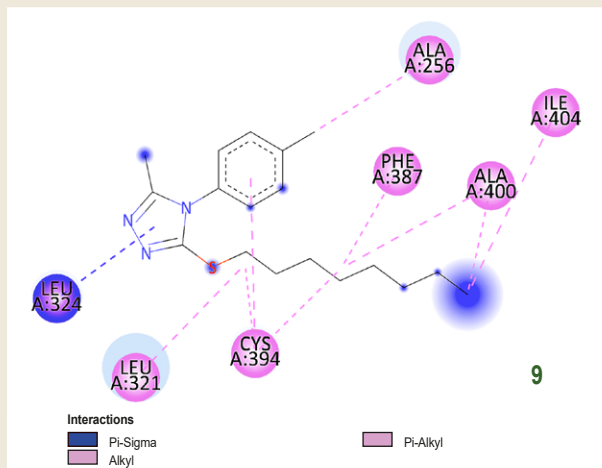 ALA
A:256
ILE
A:404
PHE
A:387
ALA
A:400
N
N
N
S
LEU
A:324
CYS
A:394
LEU
A:321
9
Interactions
Pi-Sigma
Pi-Alkyl
Alkyl